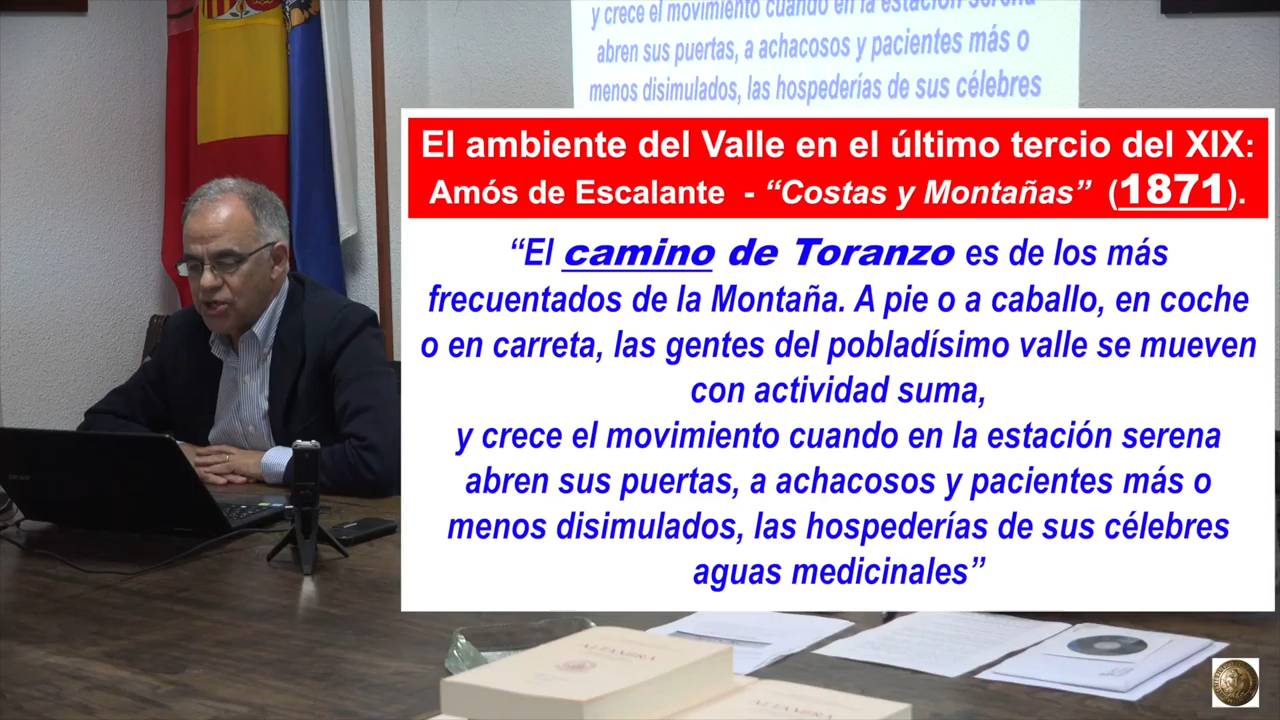 y crece el movimiento cuando en la estación serena
abren sus puertas, a achacosos y pacientes más o
menos disimulados, las hospederías de sus célebres
El ambiente del Valle en el último tercio del XIX:
Amós de Escalante - “Costas y Montañas” (1871).
“El camino de Toranzo es de los más
frecuentados de la Montaña. A pie o a caballo, en coche
o en carreta, las gentes del pobladísimo valle se mueven
con actividad suma,
y crece el movimiento cuando en la estación serena
abren sus puertas, a achacosos y pacientes más o
menos disimulados, las hospederías de sus célebres
aguas medicinales”
ALTAMIRA
ALTAMIRA